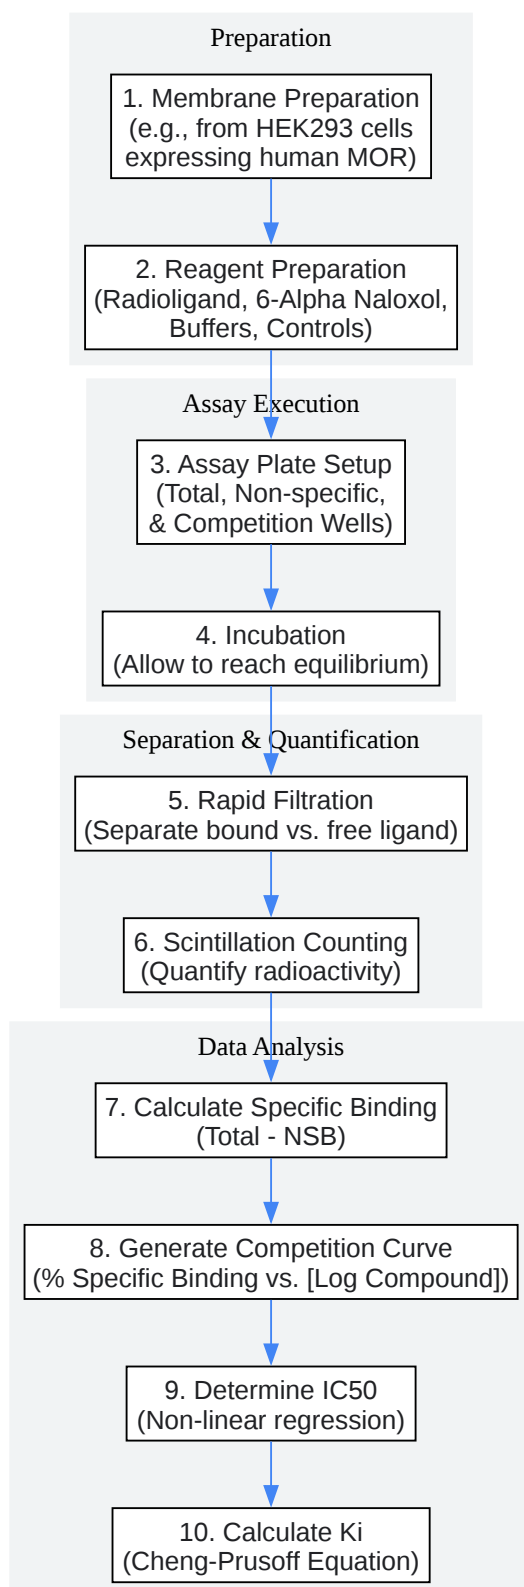 Preparation
1. Membrane Preparation
(e.g., from HEK293 cells
expressing human MOR)
2. Reagent Preparation
(Radioligand, 6-Alpha Naloxol,
Buffers, Controls)
Assay Execution
3. Assay Plate Setup
(Total, Non-specific,
& Competition Wells)
4. Incubation
(Allow to reach equilibrium)
Separation & Quantification
5. Rapid Filtration
(Separate bound vs. free ligand)
6. Scintillation Counting
(Quantify radioactivity)
Data Analysis
7. Calculate Specific Binding
(Total - NSB)
8. Generate Competition Curve
(% Specific Binding vs. [Log Compound])
9. Determine IC50
(Non-linear regression)
10. Calculate Ki
(Cheng-Prusoff Equation)